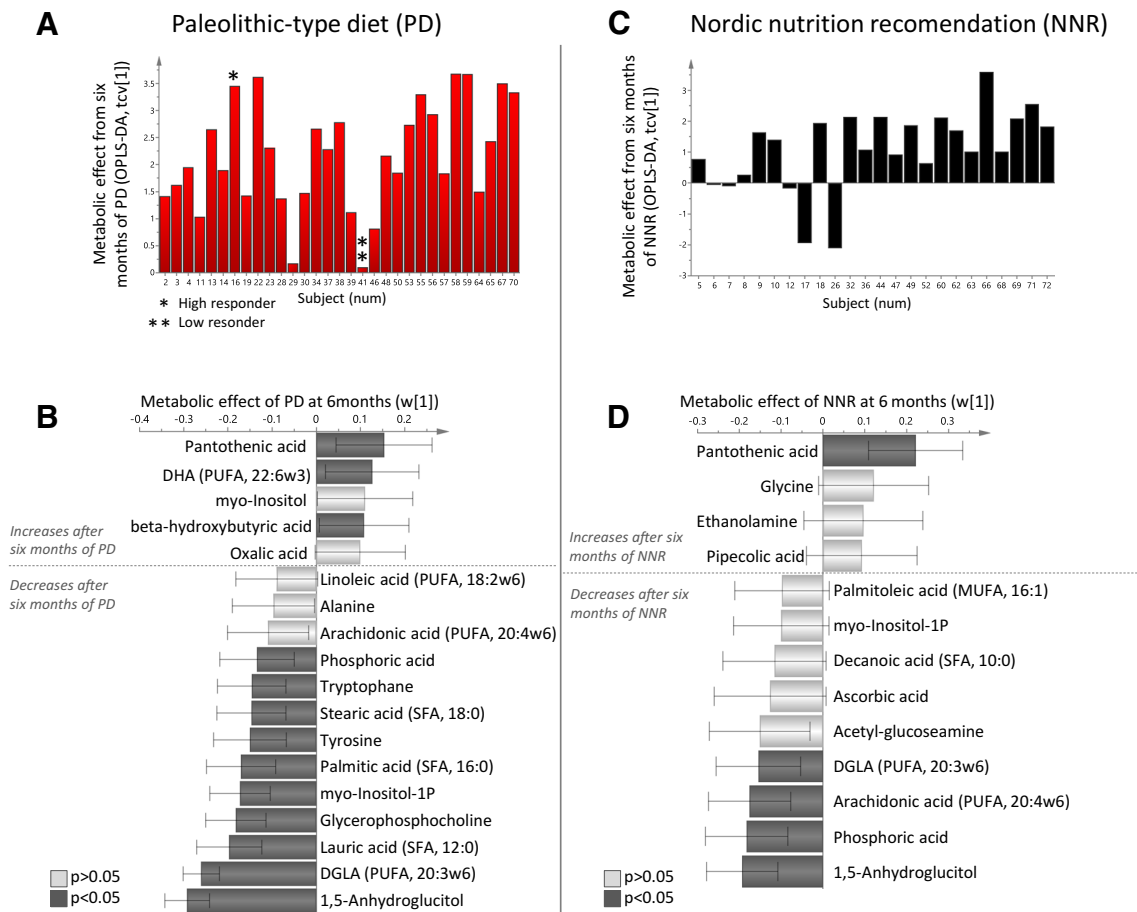 A
Paleolithic-type diet (PD)
Metabolic effect from six
months of PD (OPLS-DA, tcv[1])
3.5
3
2.5
2
1.5
1
0.5
0
*
*
*
2 3 4 11 13 14 16 19 22 23 28 29 30 34 37 38 39 41 46 48 50 53 55 56 57 58 59 64 65 67 70
Subject (num)
* High responder
** Low resonder
C
Nordic nutrition recomendation (NNR)
Metabolic effect from six months
of NNR (OPLS-DA, tcv[1])
3
2
1
0
-1
-2
-3
5 6 7 8 9 10 12 17 18 26 32 36 44 47 49 52 60 62 63 66 68 69 71 72
Subject (num)
B
Metabolic effect of PD at 6months (w[1])
-0.4 -0.3 -0.2 -0.1 0 0.1 0.2
Pantothenic acid
DHA (PUFA, 22:6w3)
myo-Inositol
beta-hydroxybutyric acid
Oxalic acid
Increases after
six months of PD
Decreases after
six months of PD
Linoleic acid (PUFA, 18:2w6)
Alanine
Arachidonic acid (PUFA, 20:4w6)
Phosphoric acid
Tryptophane
Stearic acid (SFA, 18:0)
Tyrosine
Palmitic acid (SFA, 16:0)
myo-Inositol-1P
Glycerophosphocholine
Lauric acid (SFA, 12:0)
DGLA (PUFA, 20:3w6)
1,5-Anhydroglucitol
p>0.05
p<0.05
D
Metabolic effect of NNR at 6 months (w[1])
-0.3 -0.2 -0.1 0 0.1 0.2 0.3
Pantothenic acid
Glycine
Ethanolamine
Pipecolic acid
Increases after six
months of NNR
Decreases after six
months of NNR
Palmitoleic acid (MUFA, 16:1)
myo-Inositol-1P
Decanoic acid (SFA, 10:0)
Ascorbic acid
Acetyl-glucoseamine
DGLA (PUFA, 20:3w6)
Arachidonic acid (PUFA, 20:4w6)
Phosphoric acid
1,5-Anhydroglucitol
p>0.05
p<0.05